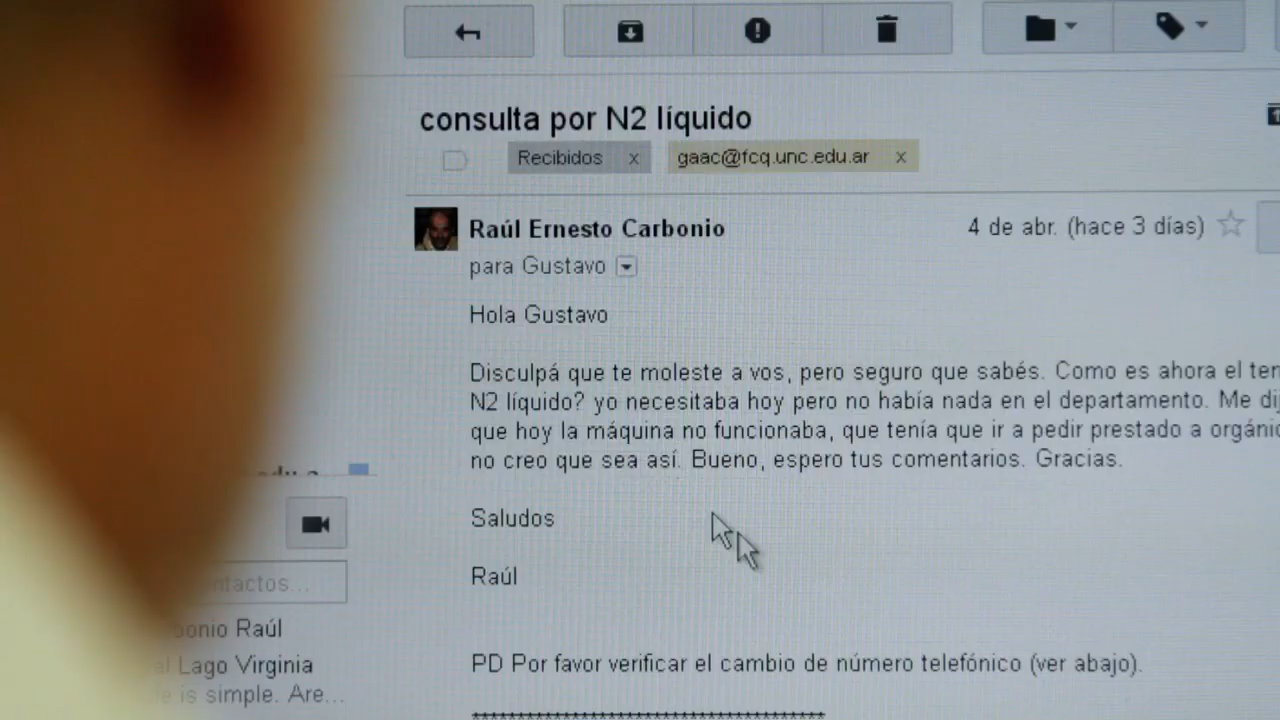 consulta por N2 líquido
Recibidos x gaac@fcq.unc.edu.ar x
Raúl Ernesto Carbonio 4 de abr. (hace 3 días)
para Gustavo
Hola Gustavo
Disculpá que te moleste a vos, pero seguro que sabés. Como es ahora el
N2 líquido? yo necesitaba hoy pero no había nada en el departamento. Me
que hoy la máquina no funcionaba, que tenía que ir a pedir prestado a
no creo que sea así. Bueno, espero tus comentarios. Gracias.
Saludos
Raúl
PD Por favor verificar el cambio de número telefónico (ver abajo).
Raúl
Lago Virginia
is simple. Are...